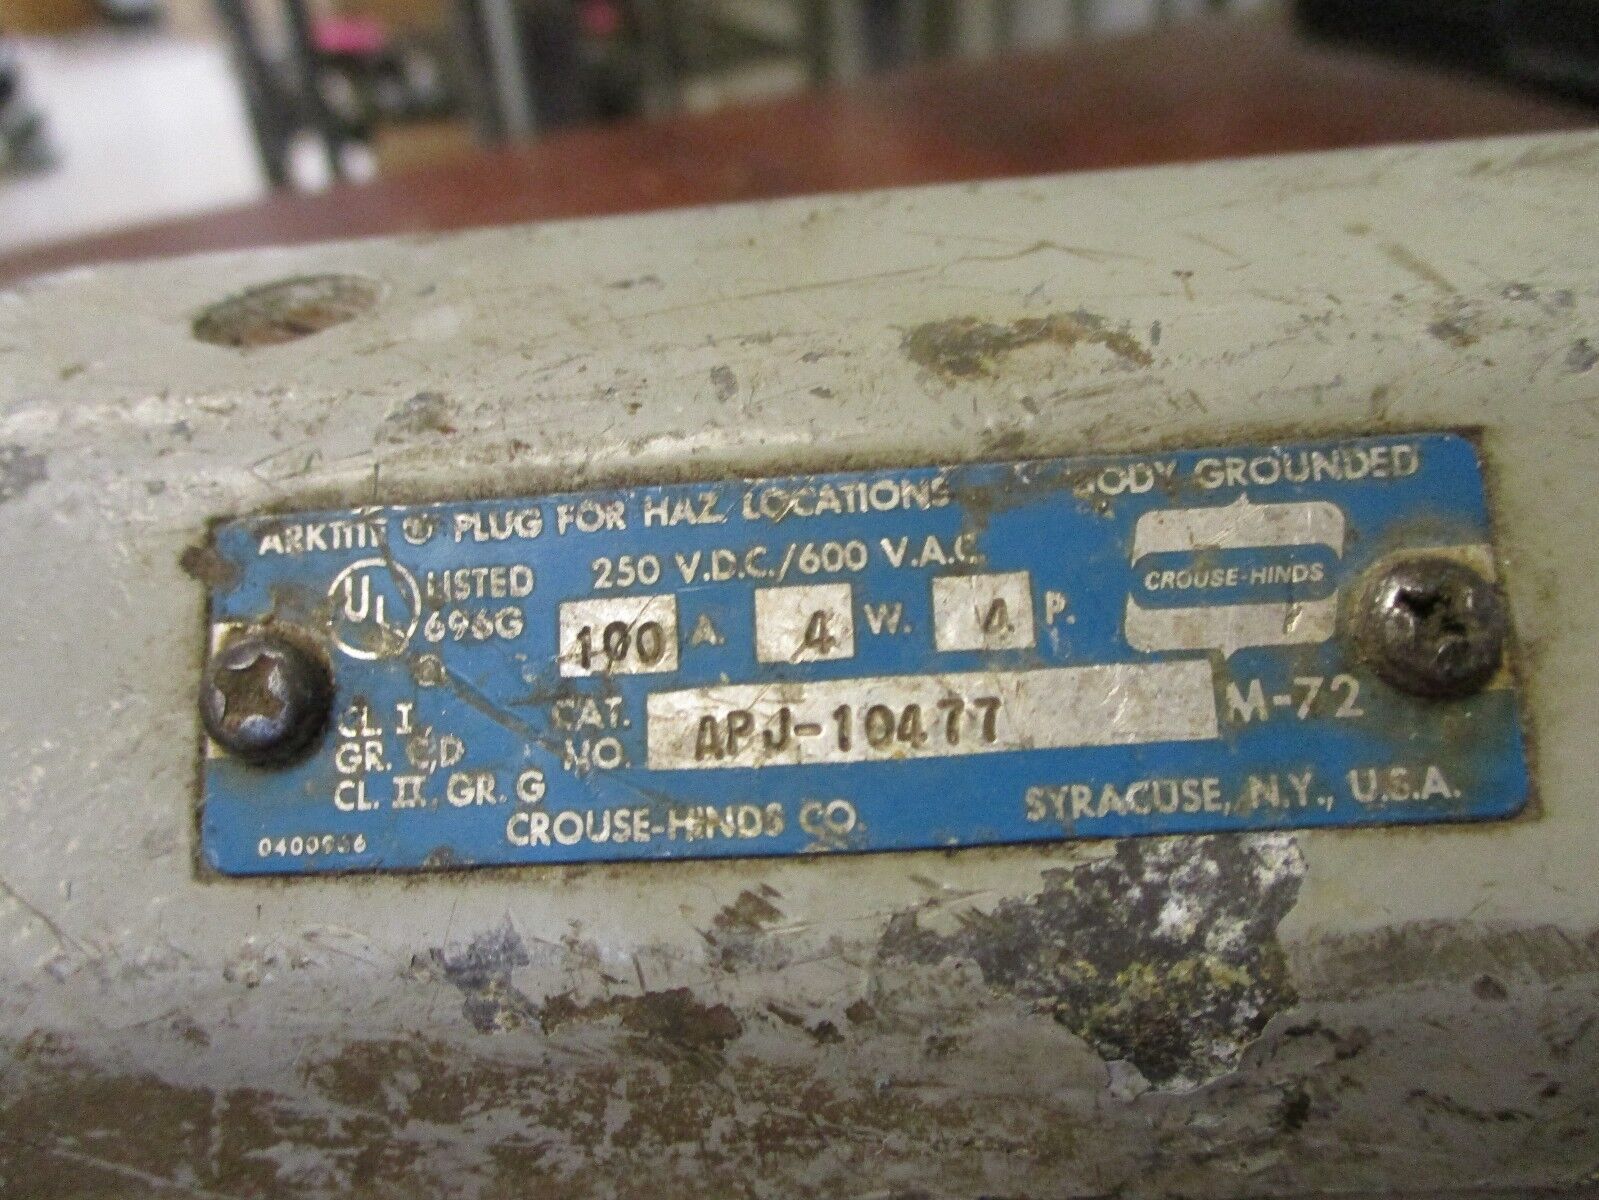 ARKTITE ® PLUG FOR HAZ. LOCATIONS BODY GROUNDED
UL LISTED 696G
250 V.D.C./600 V.A.C.
100 A. 4 W. 4 P.
CROUSE-HINDS
CL. I, GR. C,D
CL. II, GR. G
CAT. NO. APJ-10477 M-72
CROUSE-HINDS CO. SYRACUSE, N.Y., U.S.A.